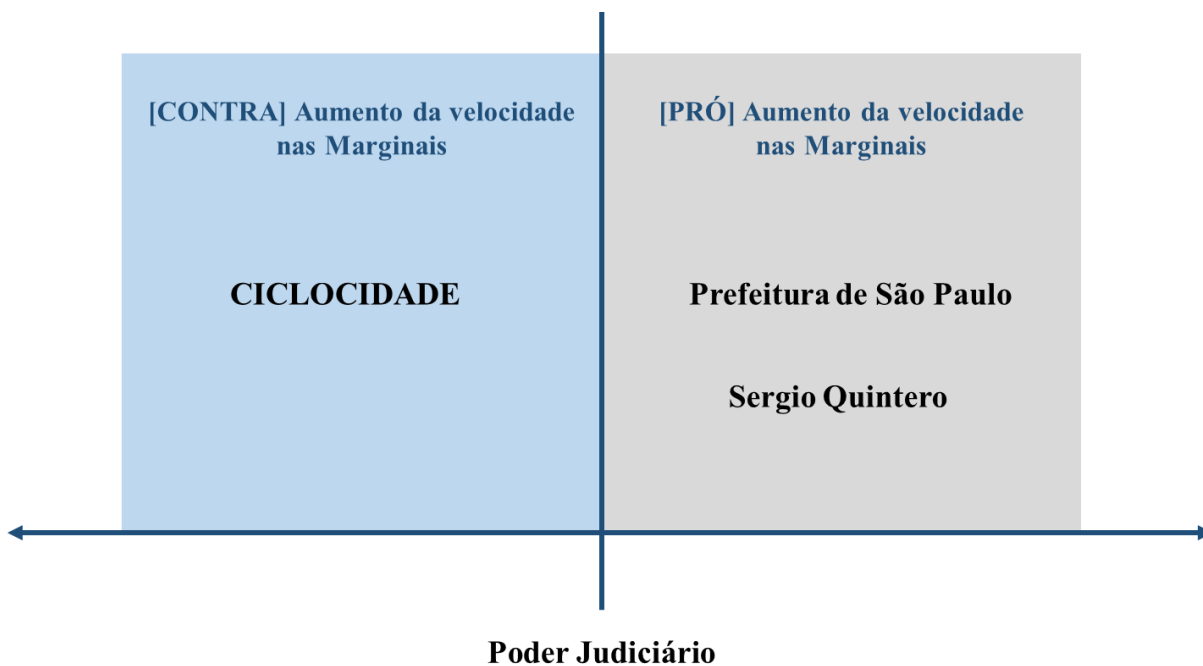 [CONTRA] Aumento da velocidade
nas Marginais
[PRÓ] Aumento da velocidade
nas Marginais
CICLOCIDADE
Prefeitura de São Paulo
Sergio Quintero
Poder Judiciário